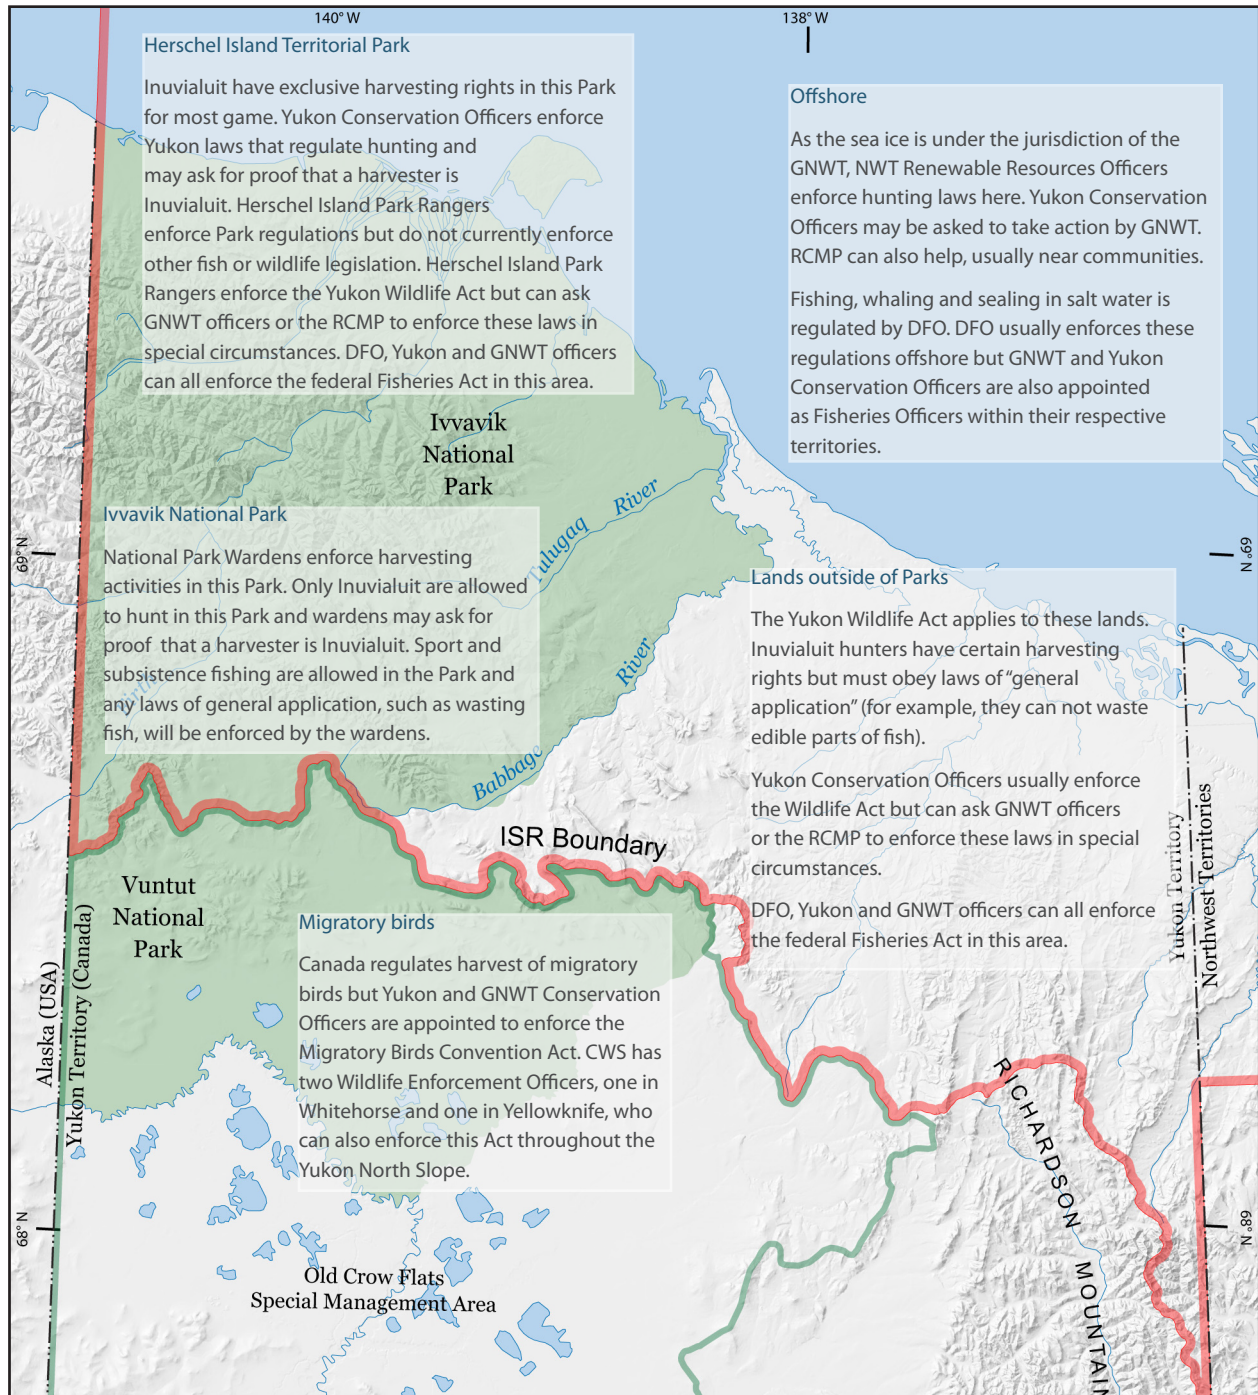 140° W
138° W
Herschel Island Territorial Park
Inuvialuit have exclusive harvesting rights in this Park
for most game. Yukon Conservation Officers enforce
Yukon laws that regulate hunting and
may ask for proof that a harvester is
Inuvialuit. Herschel Island Park Rangers
enforce Park regulations but do not currently enforce
other fish or wildlife legislation. Herschel Island Park
Rangers enforce the Yukon Wildlife Act but can ask
GNWT officers or the RCMP to enforce these laws in
special circumstances. DFO, Yukon and GNWT officers
can all enforce the federal Fisheries Act in this area.
Offshore
As the sea ice is under the jurisdiction of the
GNWT, NWT Renewable Resources Officers
enforce hunting laws here. Yukon Conservation
Officers may be asked to take action by GNWT.
RCMP can also help, usually near communities.
Fishing, whaling and sealing in salt water is
regulated by DFO. DFO usually enforces these
regulations offshore but GNWT and Yukon
Conservation Officers are also appointed
as Fisheries Officers within their respective
territories.
Ivvavik
National
Park
Ivvavik National Park
National Park Wardens enforce harvesting
activities in this Park. Only Inuvialuit are allowed
to hunt in this Park and wardens may ask for
proof  that a harvester is Inuvialuit. Sport and
subsistence fishing are allowed in the Park and
any laws of general application, such as wasting
fish, will be enforced by the wardens.
Tulugaq River
69° N
69° N
Lands outside of Parks
The Yukon Wildlife Act applies to these lands.
Inuvialuit hunters have certain harvesting
rights but must obey laws of “general
application” (for example, they can not waste
edible parts of fish).
Yukon Conservation Officers usually enforce
the Wildlife Act but can ask GNWT officers
or the RCMP to enforce these laws in special
circumstances.
DFO, Yukon and GNWT officers can all enforce
the federal Fisheries Act in this area.
Babbage River
ISR Boundary
Yukon Territory
Northwest Territories
Vuntut
National
Park
Alaska (USA)
Yukon Territory (Canada)
Migratory birds
Canada regulates harvest of migratory
birds but Yukon and GNWT Conservation
Officers are appointed to enforce the
Migratory Birds Convention Act. CWS has
two Wildlife Enforcement Officers, one in
Whitehorse and one in Yellowknife, who
can also enforce this Act throughout the
Yukon North Slope.
RICHARDSON MOUNTAIN
68° N
68° N
Old Crow Flats
Special Management Area